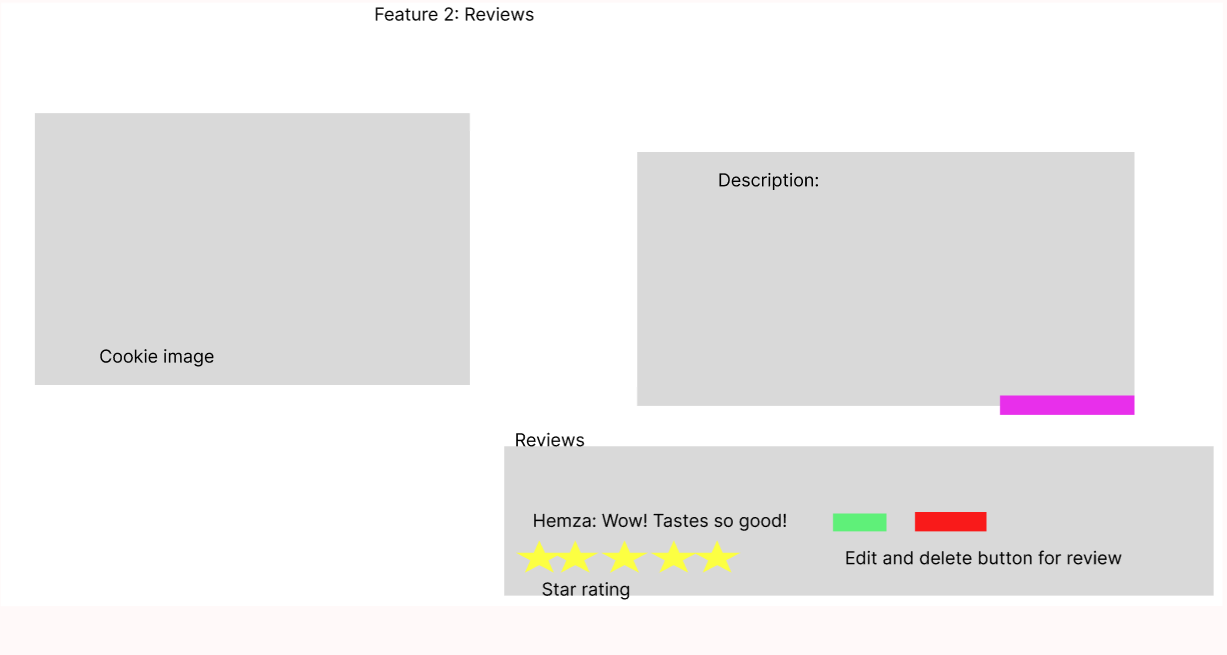 Feature 2: Reviews
Cookie image
Description:
Reviews
Hemza: Wow! Tastes so good!
Edit and delete button for review
Star rating